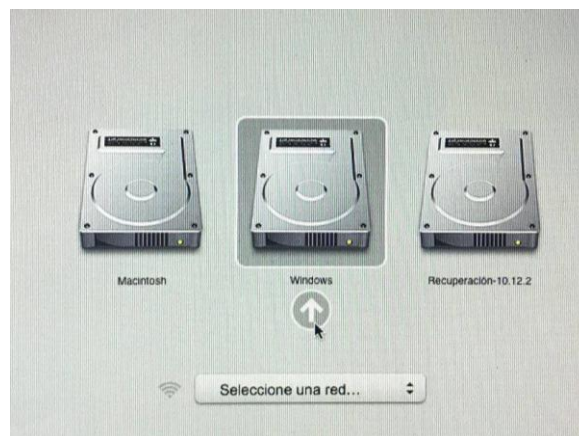 Macintosh
Windows
Recuperación-10.12.2
Seleccione una red...